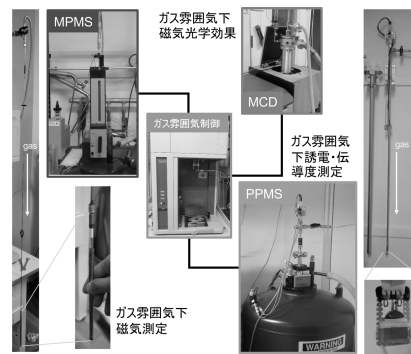 MPMS
ガス雰囲気下
磁気光学効果
MCD
gas
ガス雰囲気制御
ガス雰囲気
下誘電・伝
導度測定
gas
PPMS
ガス雰囲気下
磁気測定
WARNING